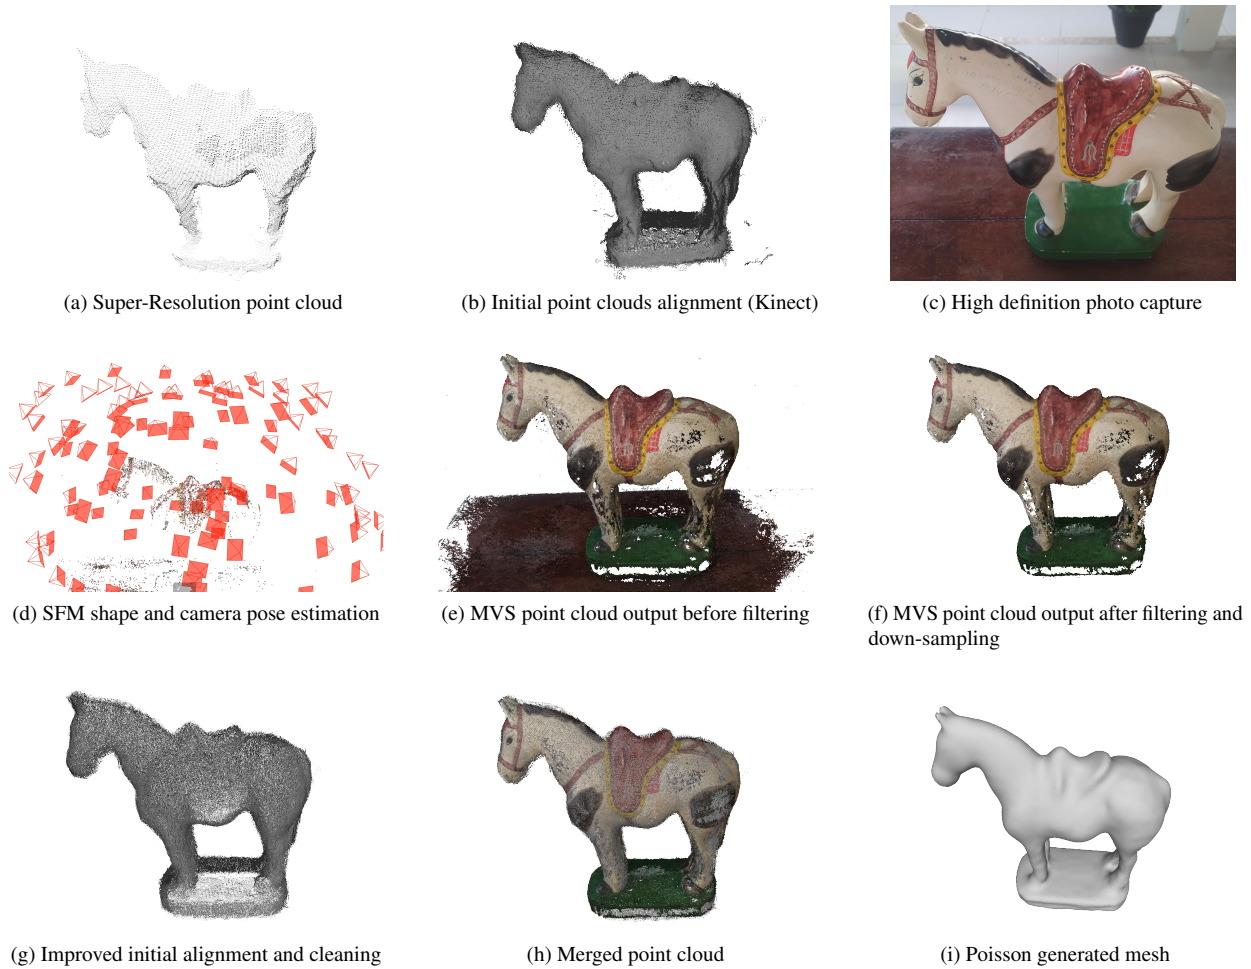 (a) Super-Resolution point cloud
(b) Initial point clouds alignment (Kinect)
(c) High definition photo capture
(d) SFM shape and camera pose estimation
(e) MVS point cloud output before filtering
(f) MVS point cloud output after filtering and
down-sampling
(g) Improved initial alignment and cleaning
(h) Merged point cloud
(i) Poisson generated mesh